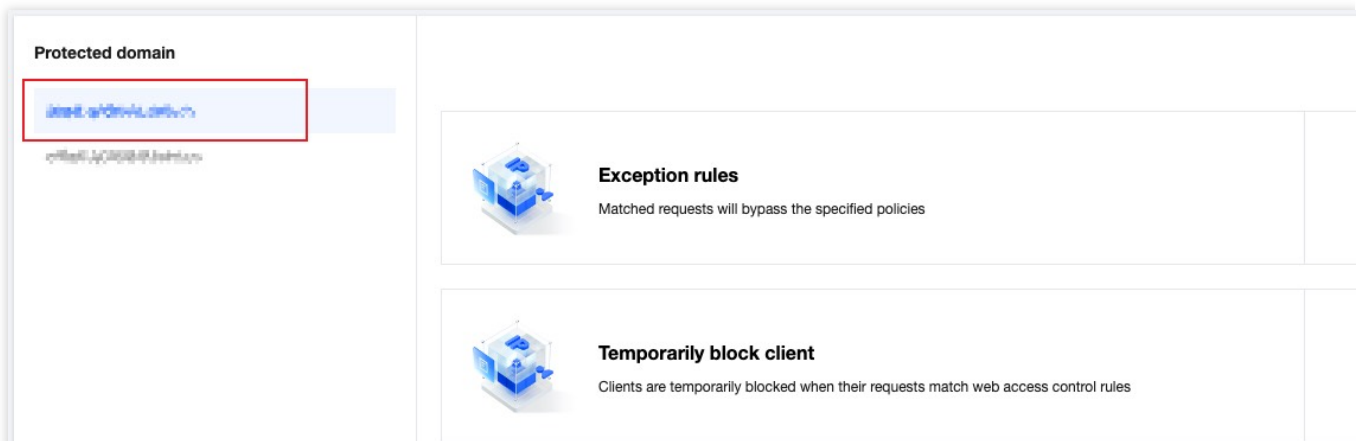 Protected domain
Exception rules
Matched requests will bypass the specified policies
Temporarily block client
Clients are temporarily blocked when their requests match web access control rules